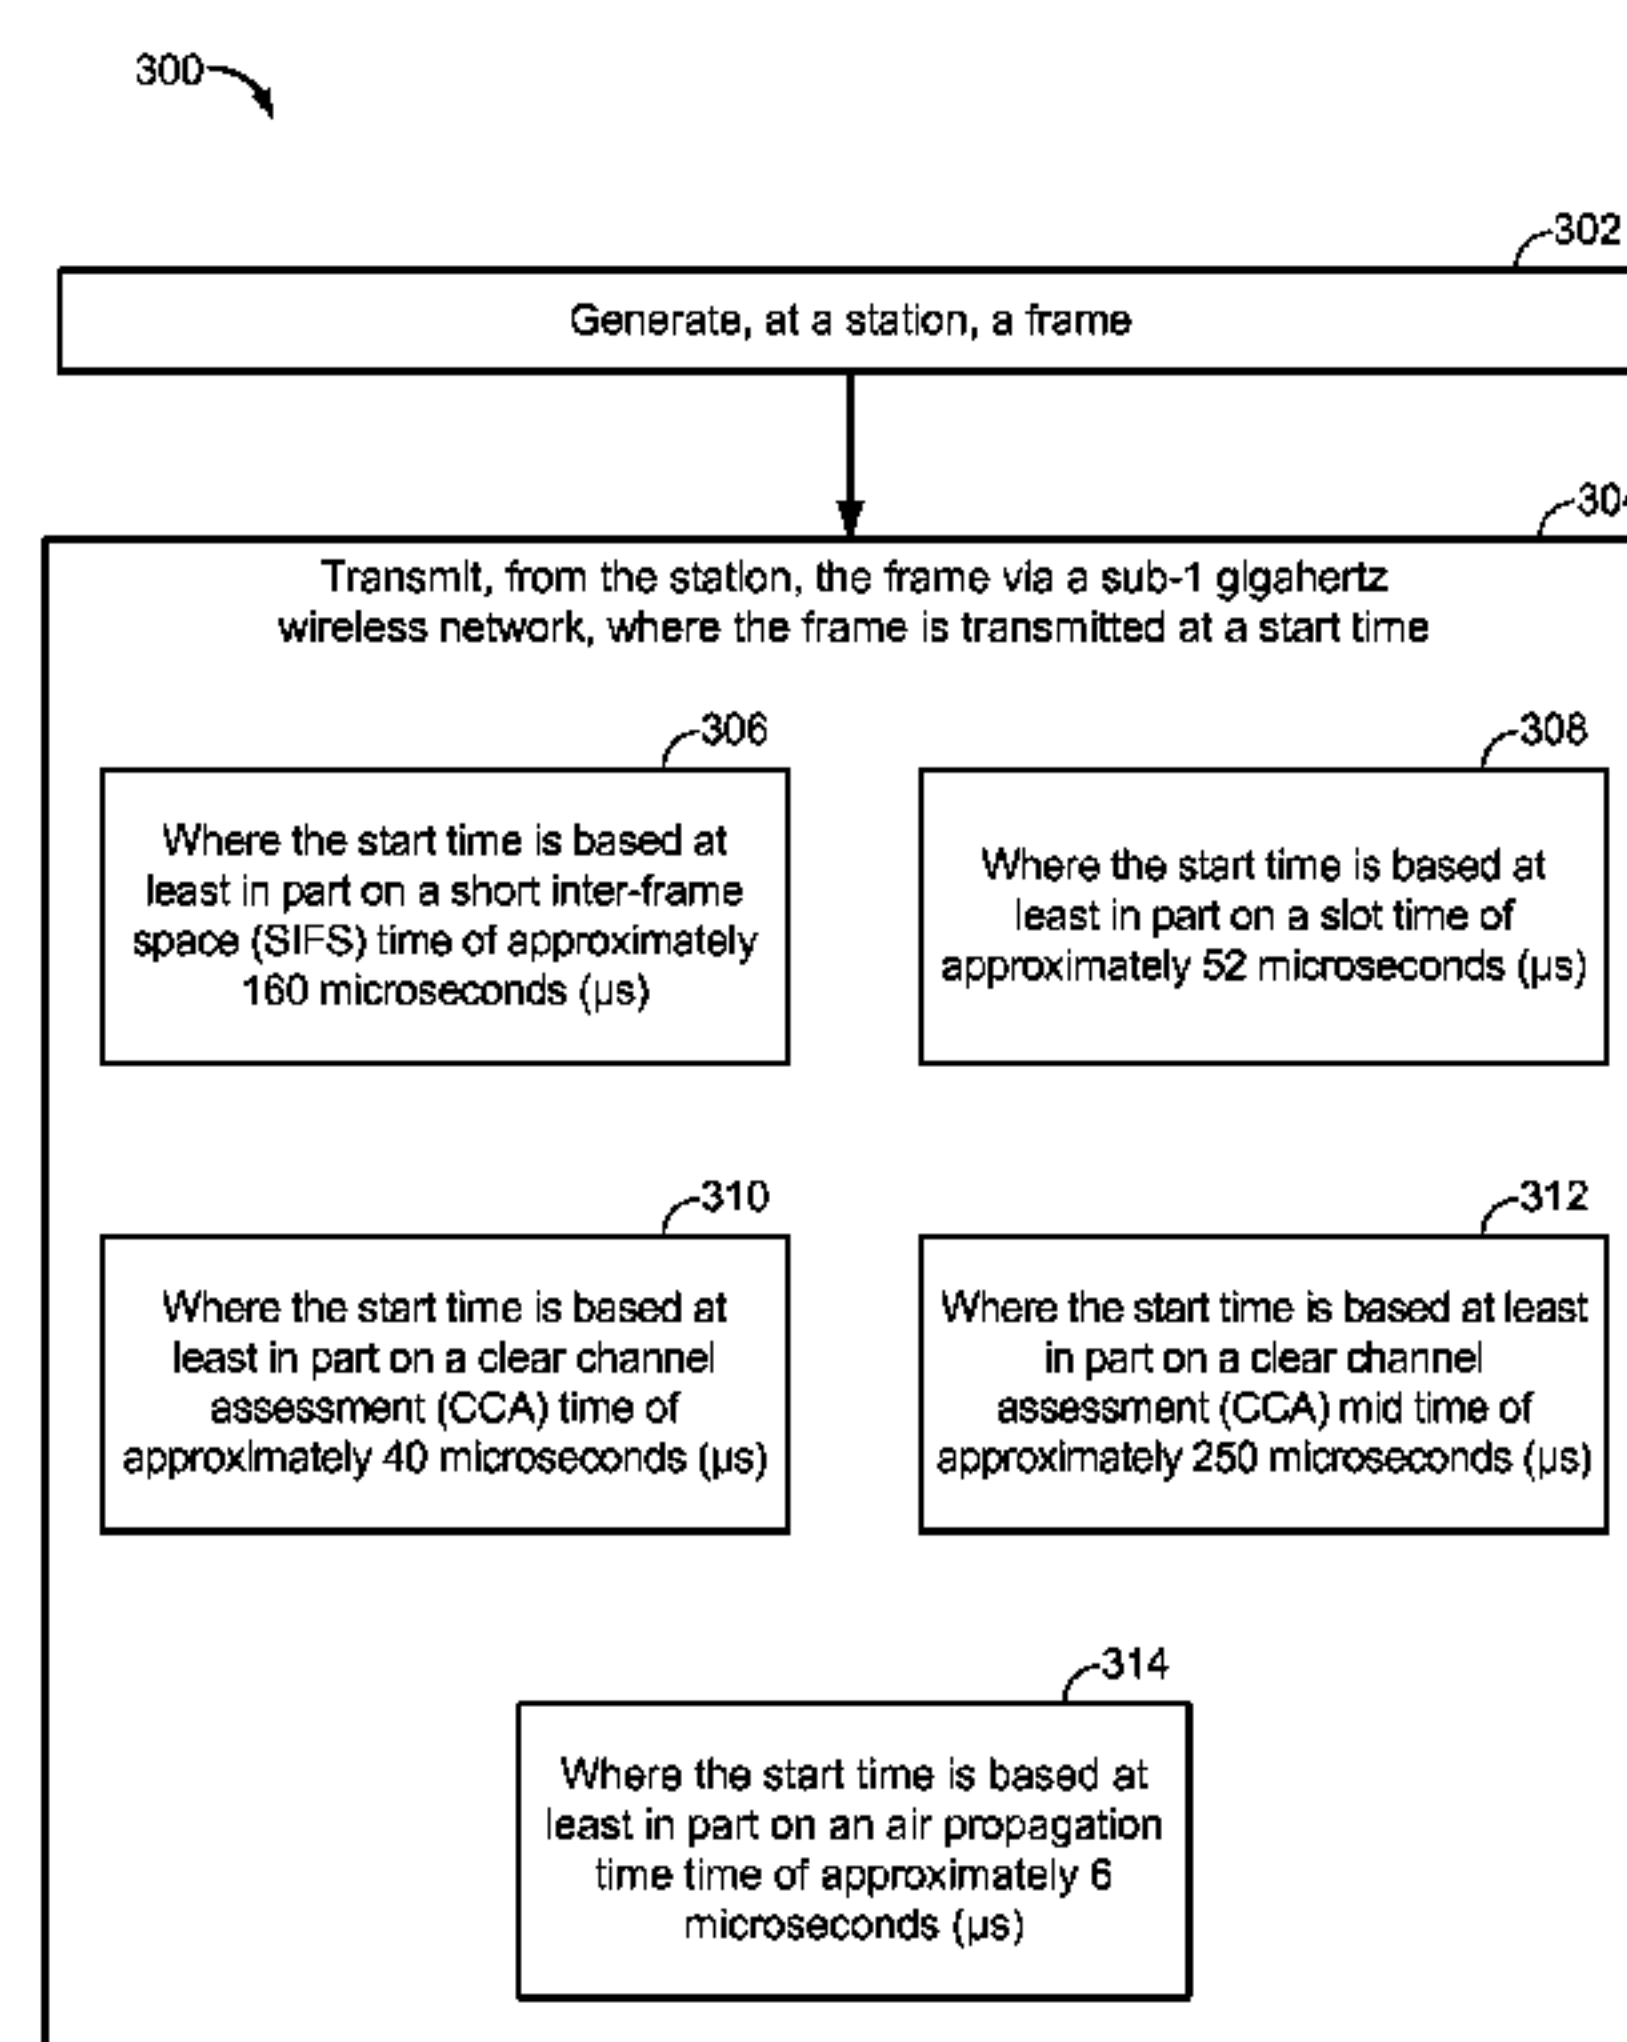 300
302
Generate, at a station, a frame
304
Transmit, from the station, the frame via a sub-1 gigahertz
wireless network, where the frame is transmitted at a start time
306
Where the start time is based at
least in part on a short inter-frame
space (SIFS) time of approximately
160 microseconds (µs)
308
Where the start time is based at
least in part on a slot time of
approximately 52 microseconds (µs)
310
Where the start time is based at
least in part on a clear channel
assessment (CCA) time of
approximately 40 microseconds (µs)
312
Where the start time is based at least
in part on a clear channel
assessment (CCA) mid time of
approximately 250 microseconds (µs)
314
Where the start time is based at
least in part on an air propagation
time time of approximately 6
microseconds (µs)